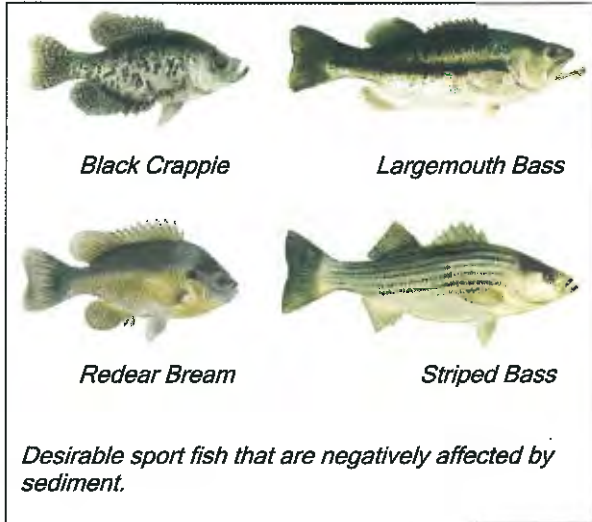 Black Crappie
Largemouth Bass
Redear Bream
Striped Bass
Desirable sport fish that are negatively affected by
sediment.